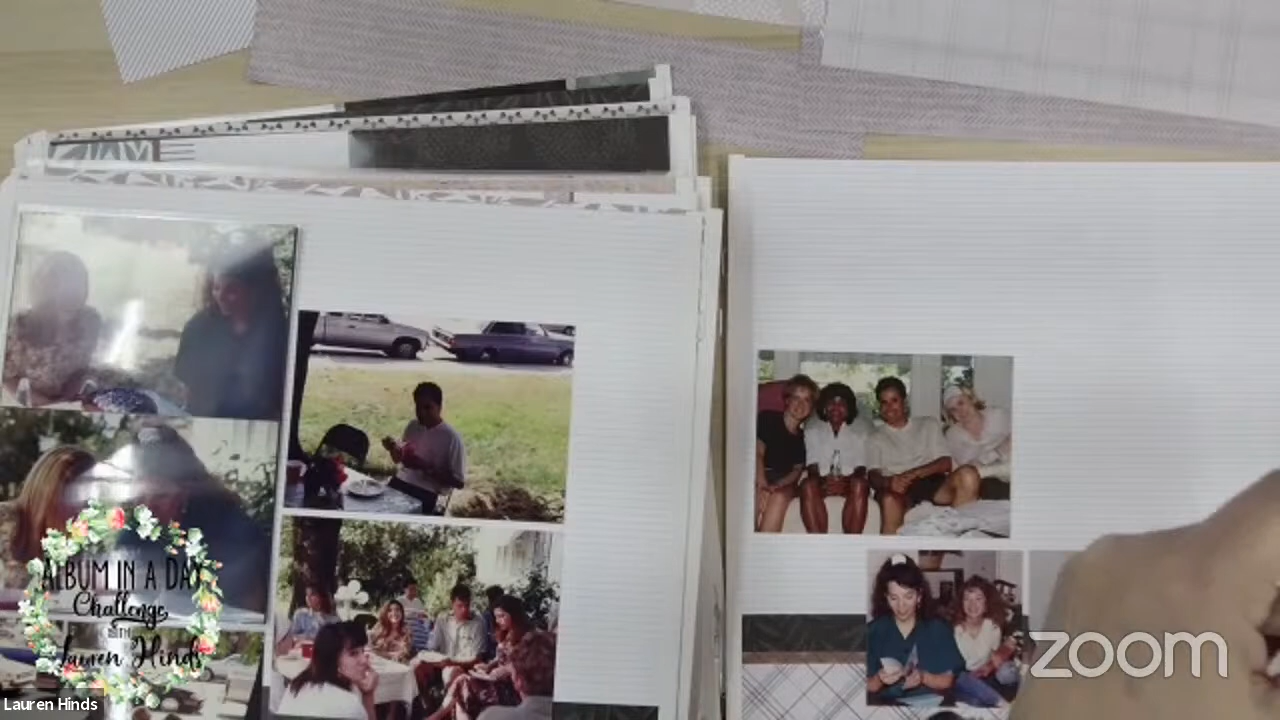 ALBUM IN A DAY
Challenge
WITH
Lauren Hinds
zoom
Lauren Hinds